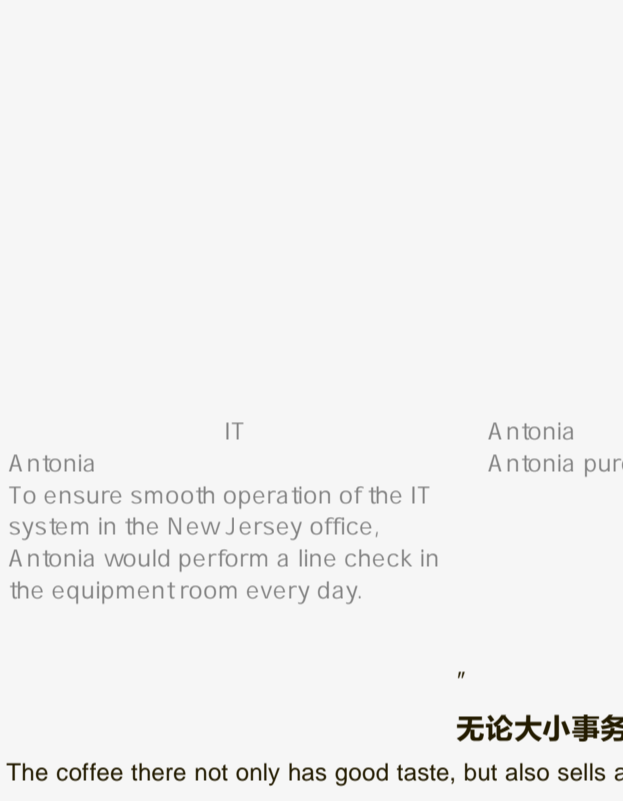 IT
Antonia
To ensure smooth operation of the IT
system in the New Jersey office,
Antonia would perform a line check in
the equipment room every day.
Antonia
Antonia
"
无论大小事务
The coffee there not only has good taste, but also sells